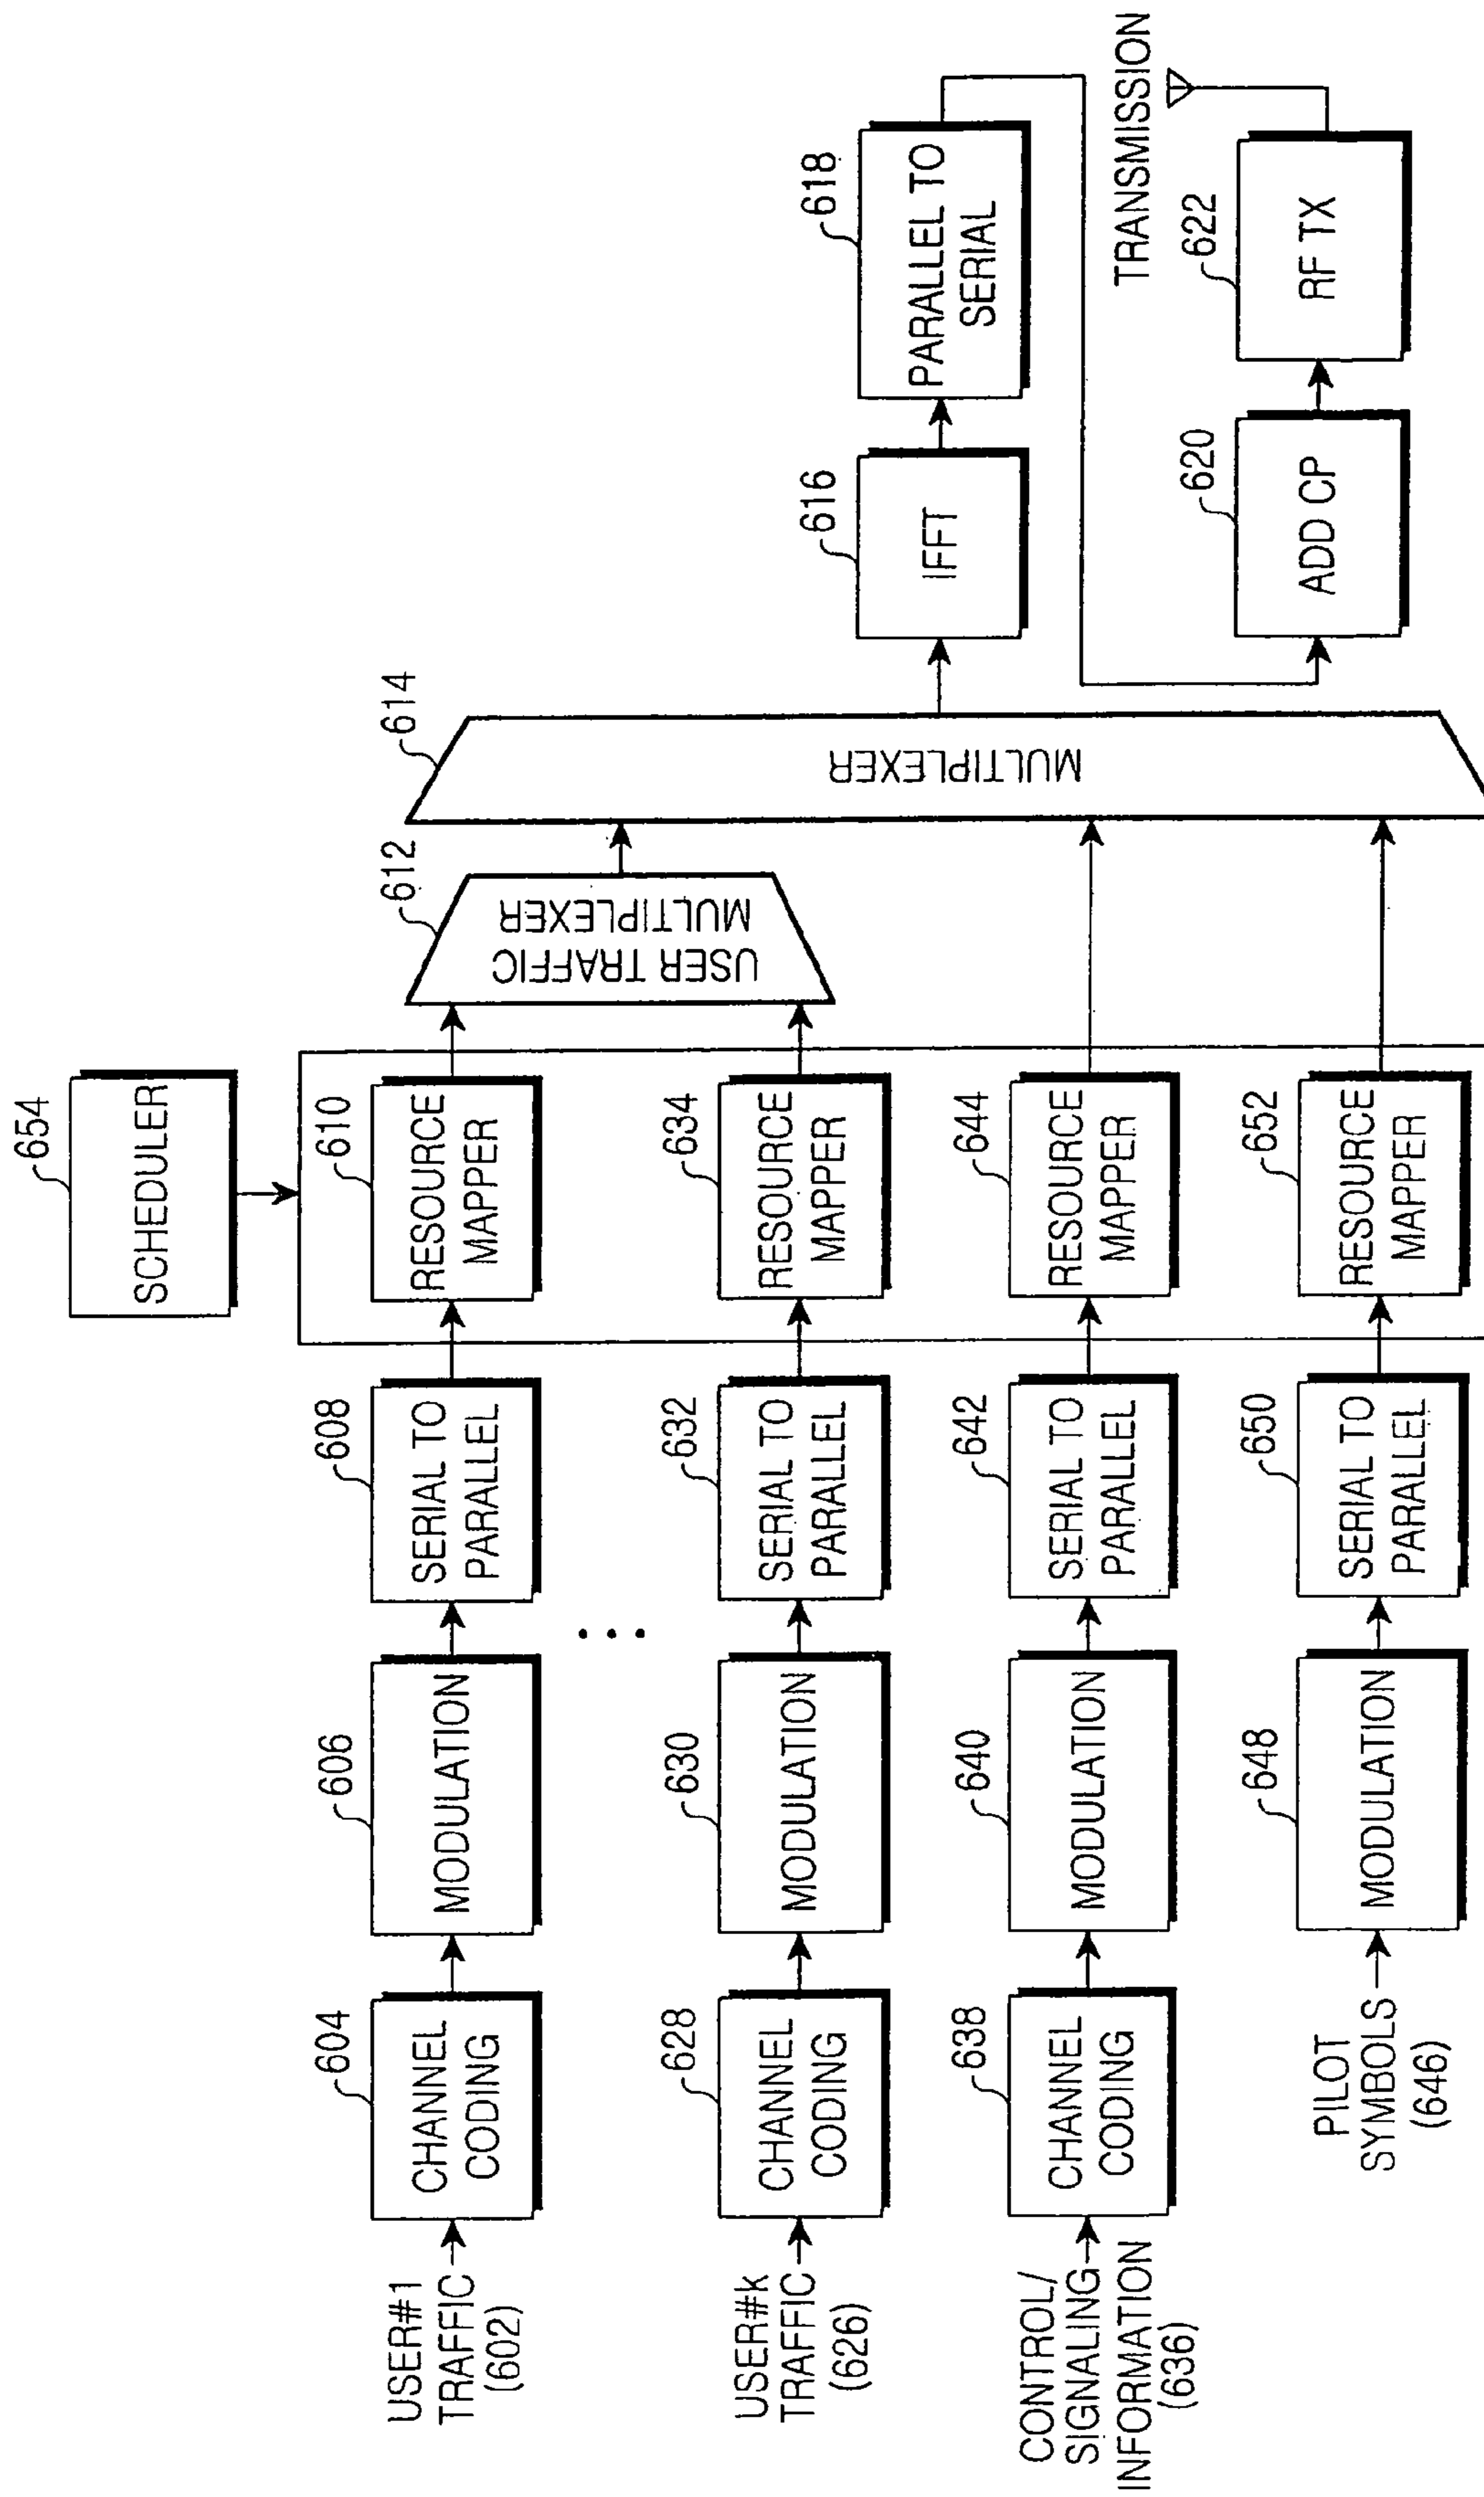 654
SCHEDULER
USER#1
TRAFFIC
(602)
604
CHANNEL
CODING
606
MODULATION
608
SERIAL TO
PARALLEL
610
RESOURCE
MAPPER
612
USER TRAFFIC
MULTIPLEXER
614
MULTIPLEXER
616
IFFT
618
PARALLEL TO
SERIAL
620
ADD CP
622
RF TX
TRANSMISSION
USER#k
TRAFFIC
(626)
628
CHANNEL
CODING
630
MODULATION
632
SERIAL TO
PARALLEL
634
RESOURCE
MAPPER
CONTROL/
SIGNALING
INFORMATION
(636)
638
CHANNEL
CODING
640
MODULATION
642
SERIAL TO
PARALLEL
644
RESOURCE
MAPPER
PILOT
SYMBOLS
(646)
648
MODULATION
650
SERIAL TO
PARALLEL
652
RESOURCE
MAPPER